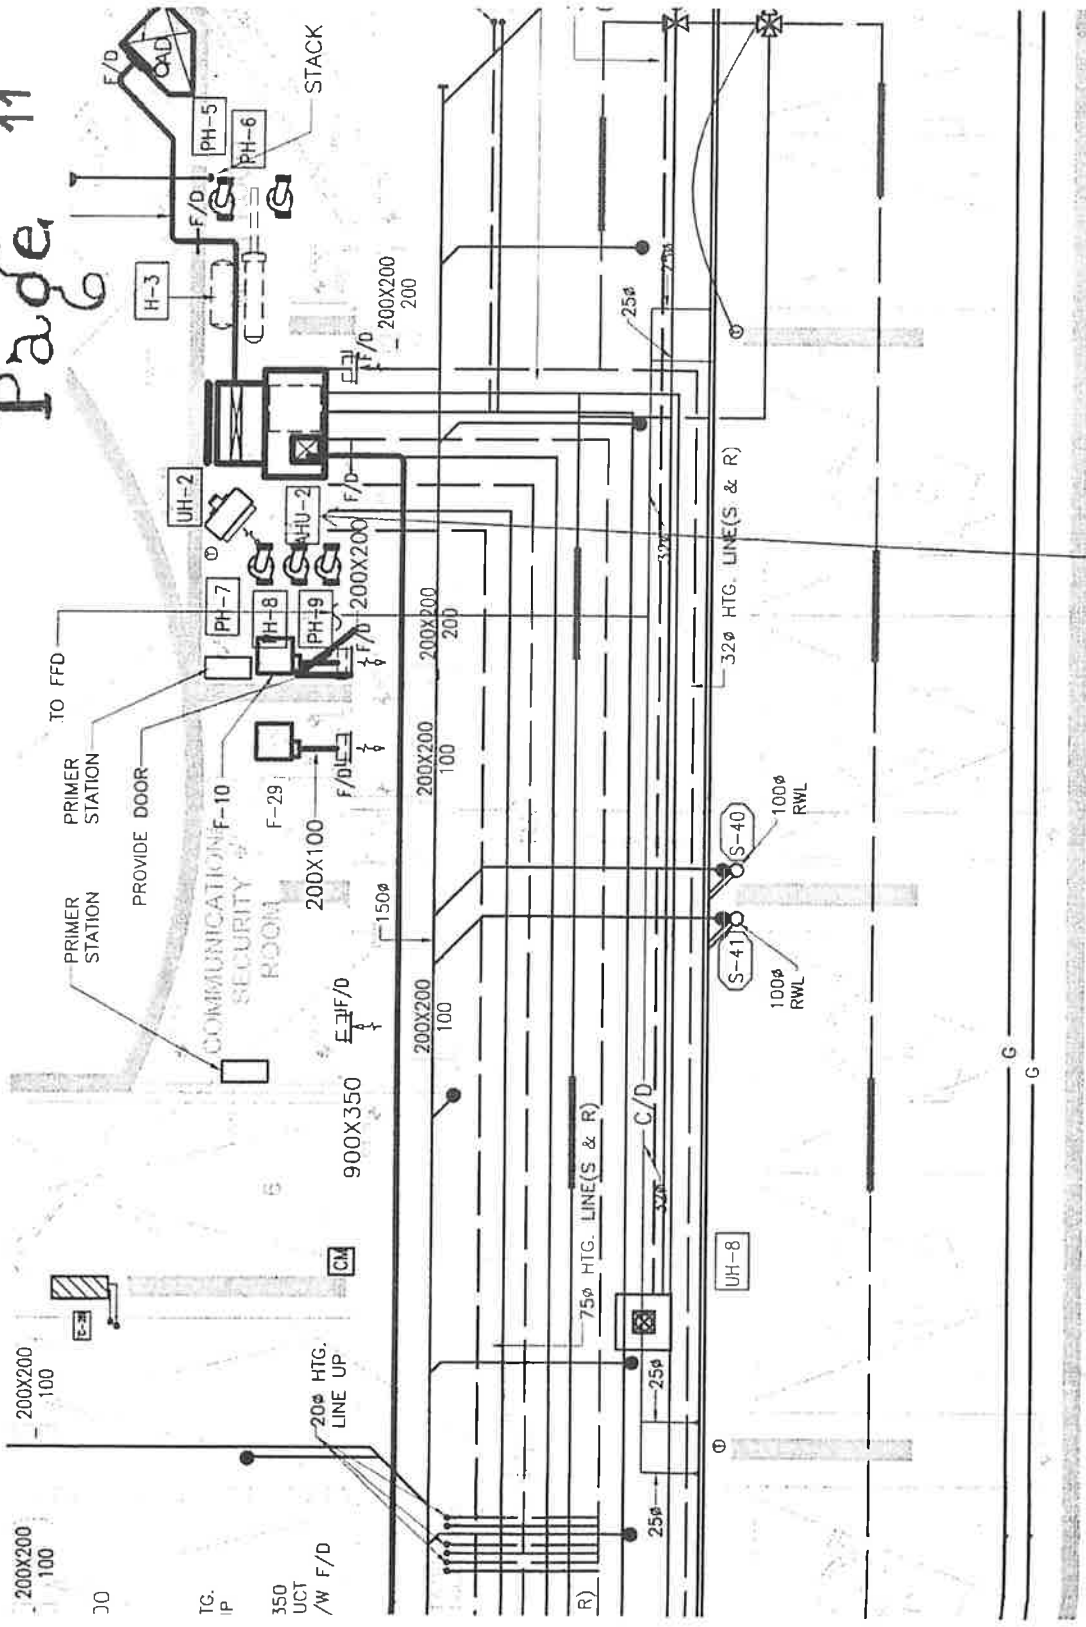 Page 11
F/D
OAD
PH-5
PH-6
STACK
F/D
H-3
200X200
200
F/D
25ø
25ø
UH-2
T
AHU-2
F/D
200X200
32ø
32ø HTG. LINE(S & R)
TO FFD
PH-7
PH-8
PH-9
F/D
200X200
200
PRIMER
STATION
PROVIDE DOOR
F-10
F-29
200X100
F/D
200X200
100
PRIMER
STATION
COMMUNICATION
SECURITY
ROOM
150ø
S-40
100ø
RWL
S-41
100ø
RWL
F/D
200X200
100
900X350
G
G
75ø HTG. LINE(S & R)
C/D
32ø
UH-8
CM
200X200
100
20ø HTG.
LINE UP
25ø
25ø
T
200X200
100
00
TG.
IP
350
UCT
/W F/D
R)